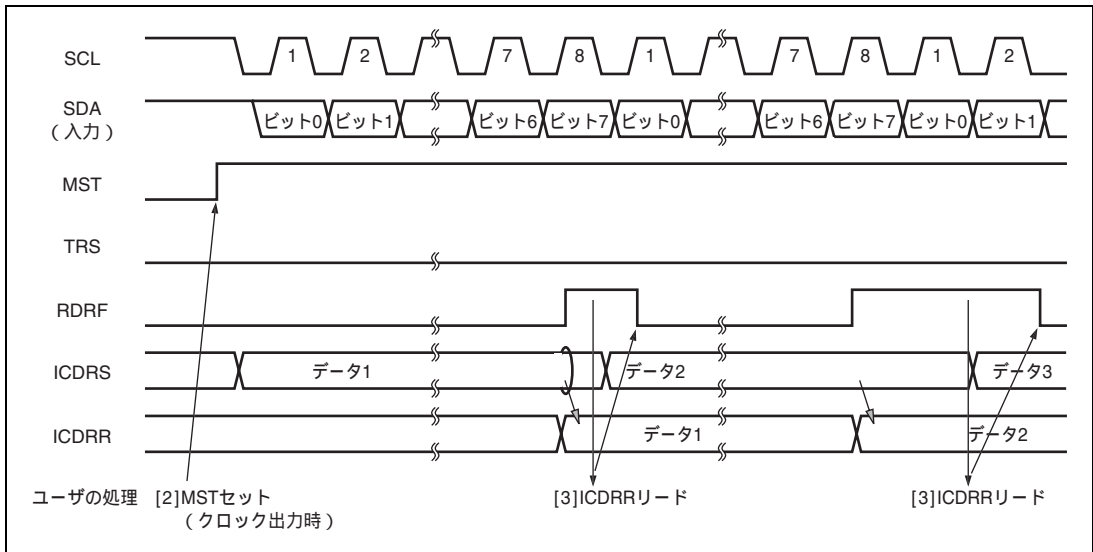 SCL 1 2 7 8 1 7 8 1 2
SDA
（入力）
ビット0 ビット1 ビット6 ビット7 ビット0 ビット6 ビット7 ビット0 ビット1
MST
TRS
RDRF
ICDRS データ1 データ2 データ3
ICDRR データ1 データ2
ユーザの処理 [2]MSTセット [3]ICDRRリード [3]ICDRRリード
（クロック出力時）